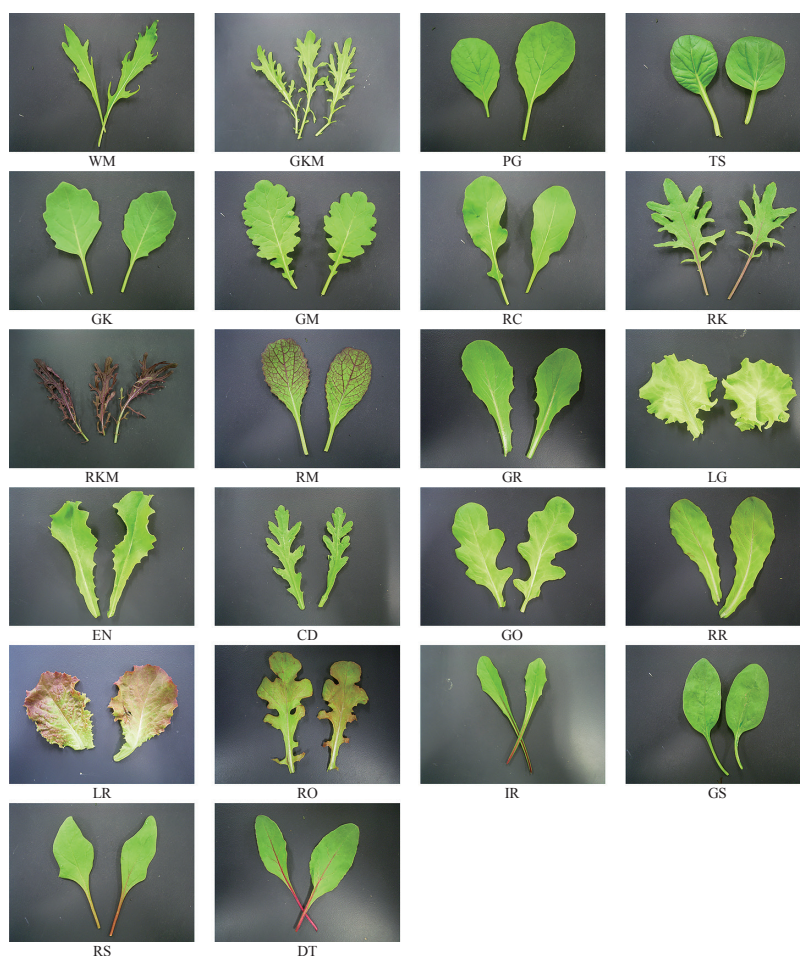 WM GKM PG TS
GK GM RC RK
RKM RM GR LG
EN CD GO RR
LR RO IR GS
RS DT